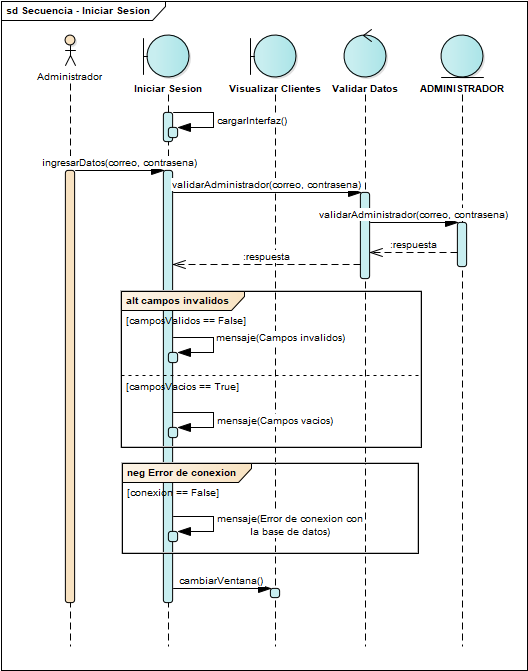 sd Secuencia - Iniciar Sesion
Administrador
Iniciar Sesion
Visualizar Clientes
Validar Datos
ADMINISTRADOR
cargarInterfaz()
ingresarDatos(correo, contrasena)
validarAdministrador(correo, contrasena)
validarAdministrador(correo, contrasena)
:respuesta
:respuesta
alt campos invalidos
[camposValidos == False]
mensaje(Campos invalidos)
[camposVacios == True]
mensaje(Campos vacios)
neg Error de conexion
[conexion == False]
mensaje(Error de conexion con
la base de datos)
cambiarVentana()